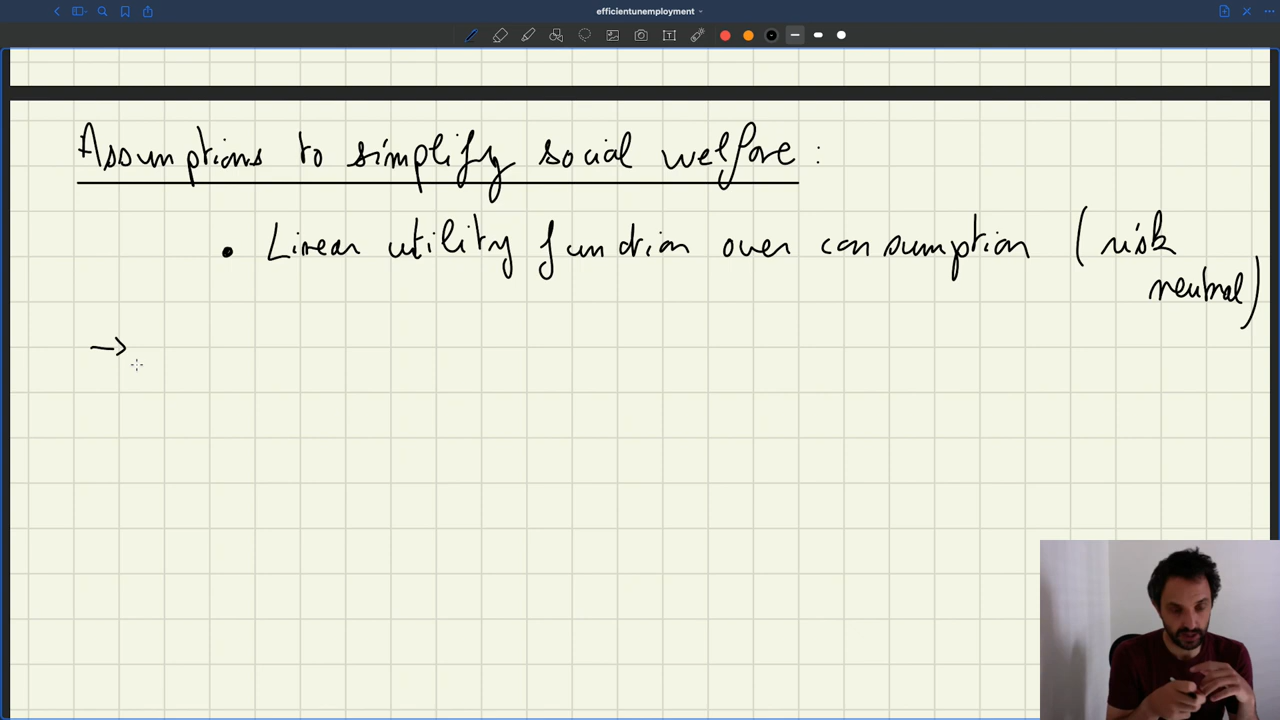 efficientunemployment
Assumptions to simplify social welfare :
• Linear utility function over consumption (risk
neutral)
→